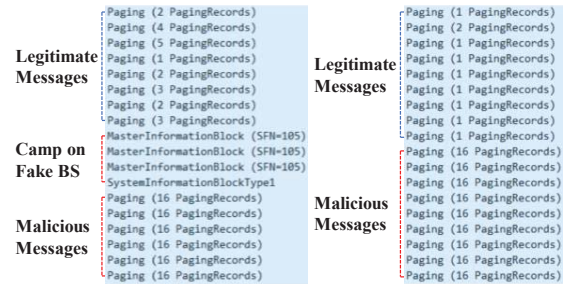 Legitimate
Messages
Camp on
Fake BS
Malicious
Messages
Paging (2 PagingRecords)
Paging (4 PagingRecords)
Paging (5 PagingRecords)
Paging (1 PagingRecords)
Paging (2 PagingRecords)
Paging (3 PagingRecords)
Paging (2 PagingRecords)
Paging (3 PagingRecords)
MasterInformationBlock (SFN=105)
MasterInformationBlock (SFN=105)
MasterInformationBlock (SFN=105)
SystemInformationBlockType1
Paging (16 PagingRecords)
Paging (16 PagingRecords)
Paging (16 PagingRecords)
Paging (16 PagingRecords)
Paging (16 PagingRecords)
Paging (16 PagingRecords)
Legitimate
Messages
Malicious
Messages
Paging (1 PagingRecords)
Paging (2 PagingRecords)
Paging (1 PagingRecords)
Paging (1 PagingRecords)
Paging (1 PagingRecords)
Paging (1 PagingRecords)
Paging (1 PagingRecords)
Paging (1 PagingRecords)
Paging (1 PagingRecords)
Paging (16 PagingRecords)
Paging (16 PagingRecords)
Paging (16 PagingRecords)
Paging (16 PagingRecords)
Paging (16 PagingRecords)
Paging (16 PagingRecords)
Paging (16 PagingRecords)
Paging (16 PagingRecords)
Paging (16 PagingRecords)